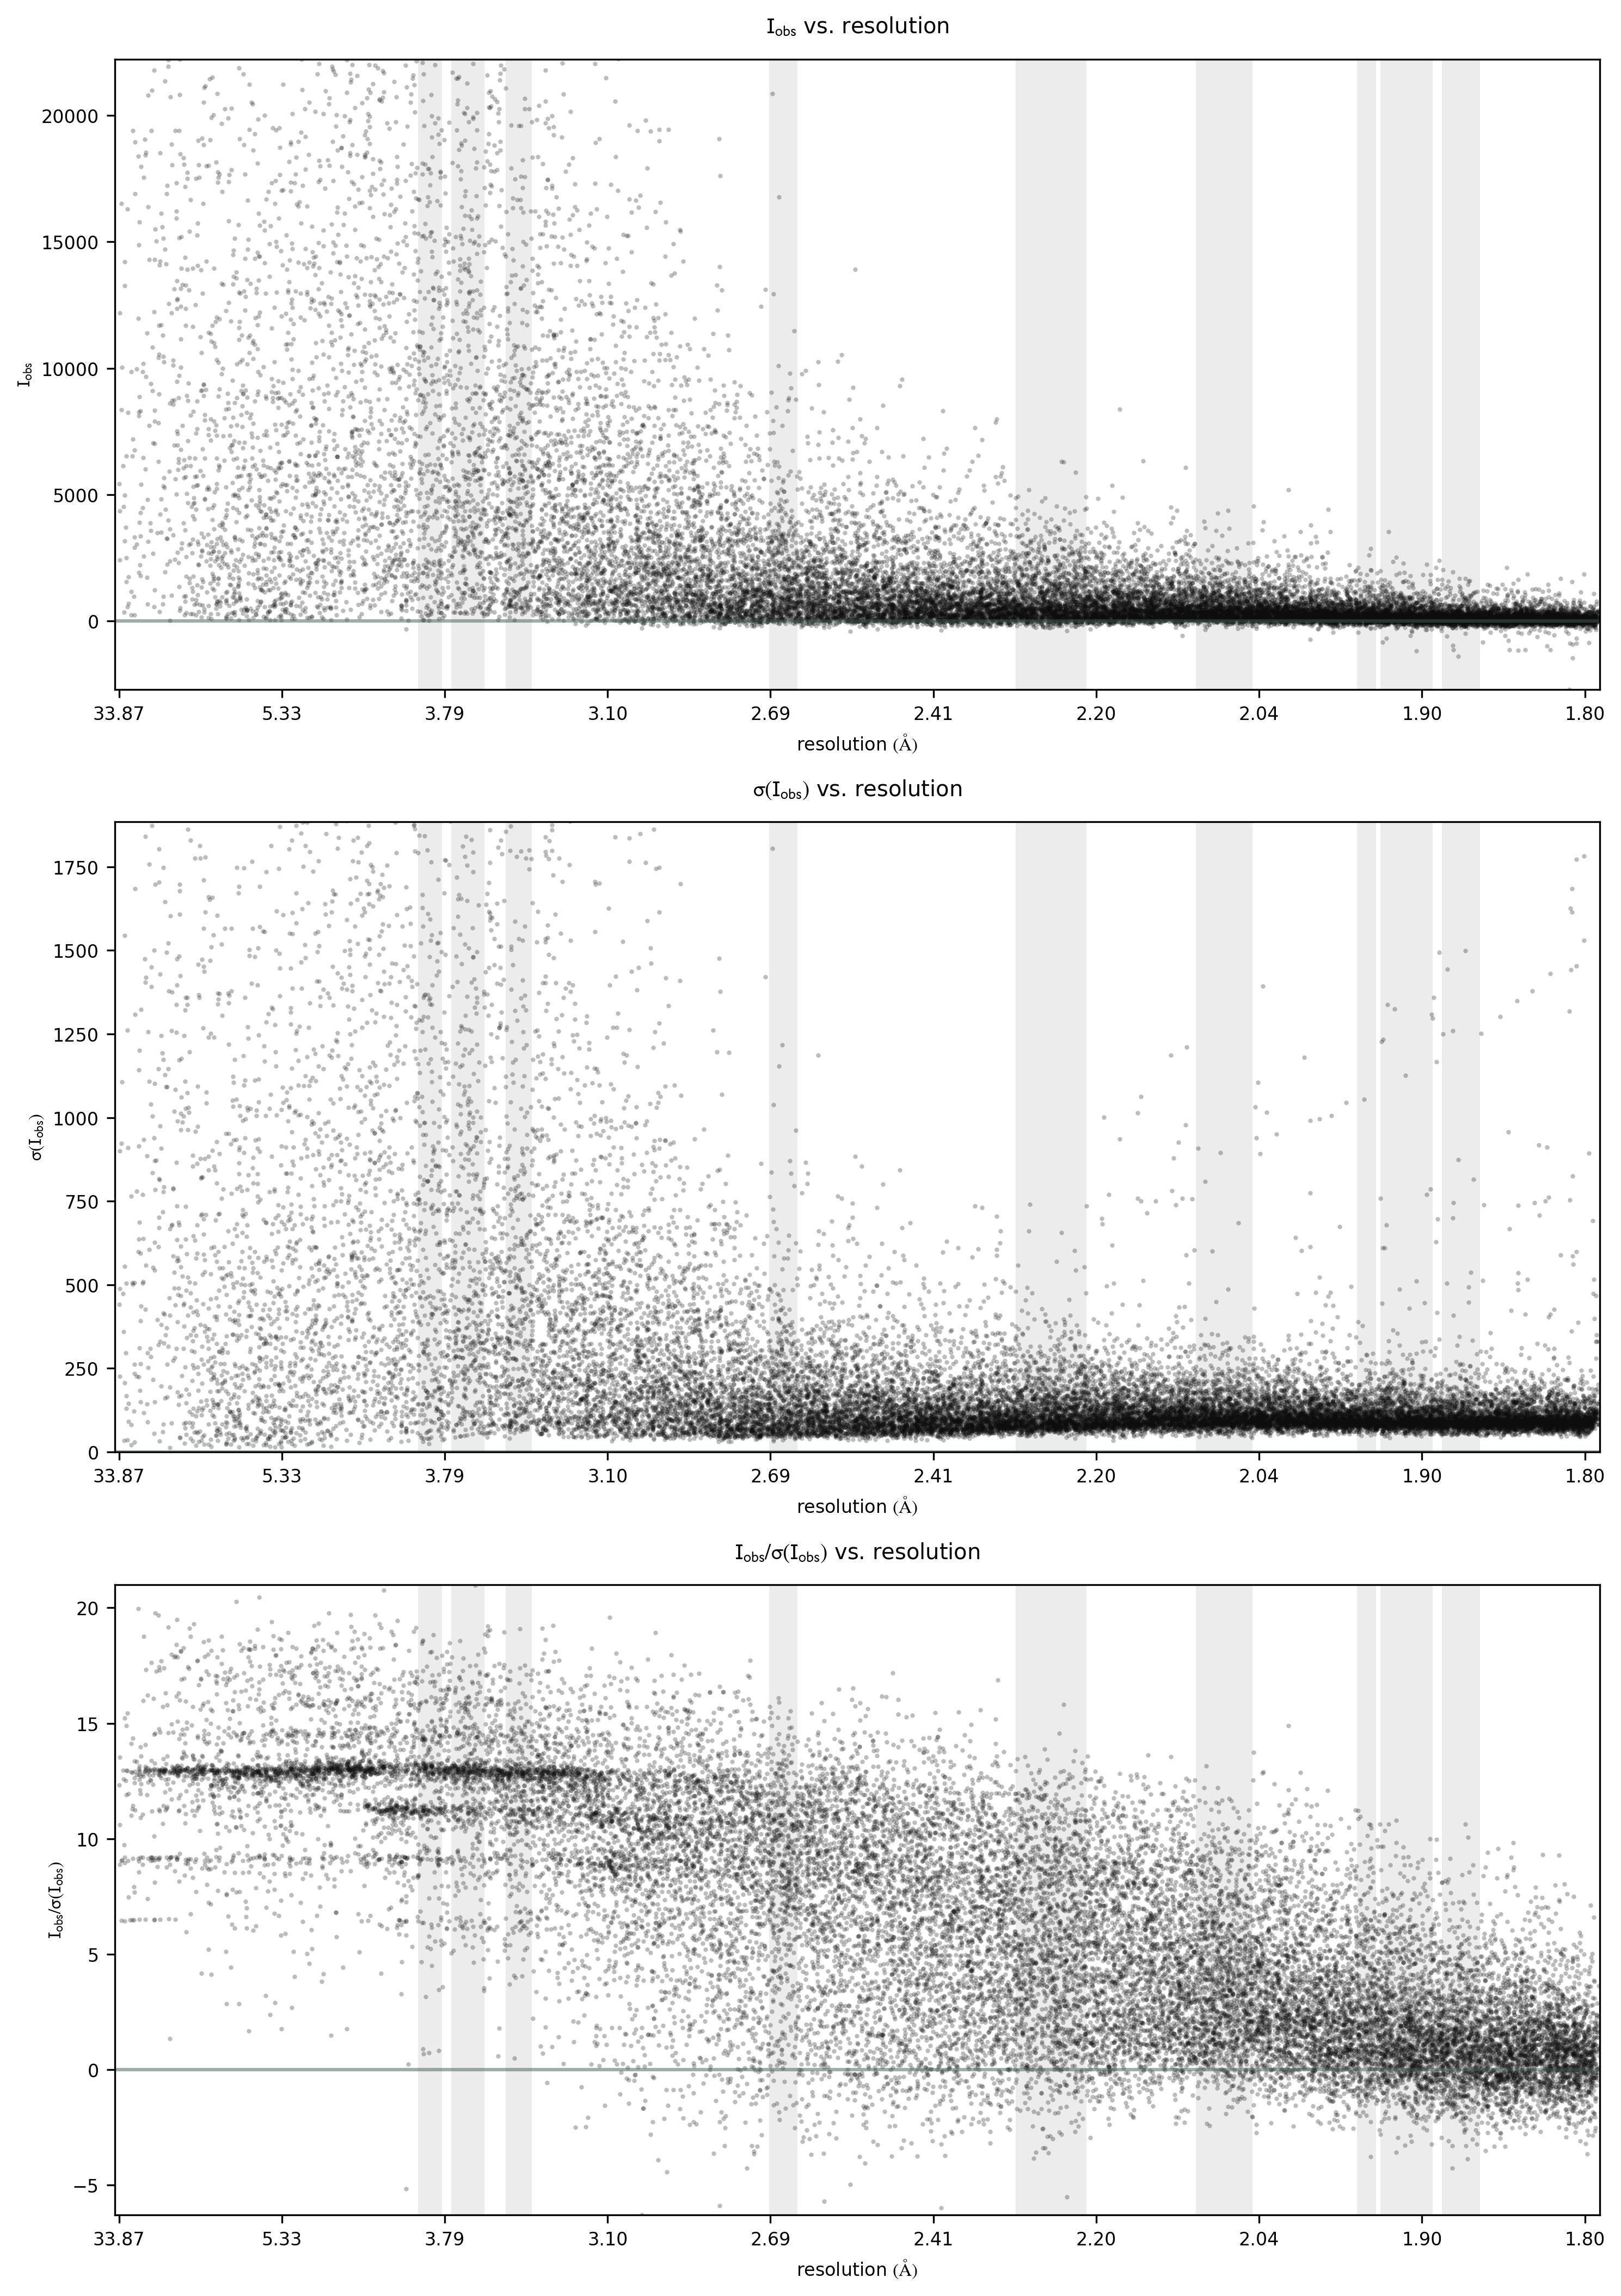 Iobs vs. resolution
20000
15000
10000
5000
0
Iobs
33.87 5.33 3.79 3.10 2.69 2.41 2.20 2.04 1.90 1.80
resolution (Å)
σ(Iobs) vs. resolution
1750
1500
1250
1000
750
500
250
0
σ(Iobs)
33.87 5.33 3.79 3.10 2.69 2.41 2.20 2.04 1.90 1.80
resolution (Å)
Iobs/σ(Iobs) vs. resolution
20
15
10
5
0
−5
Iobs/σ(Iobs)
33.87 5.33 3.79 3.10 2.69 2.41 2.20 2.04 1.90 1.80
resolution (Å)